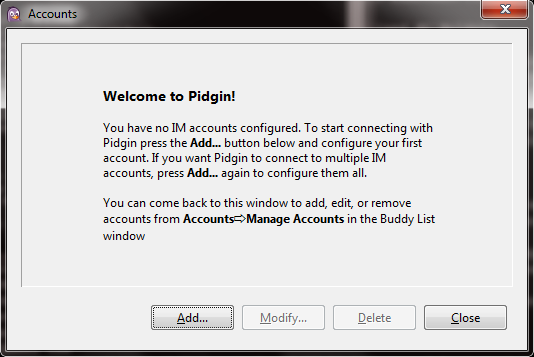 Accounts
Welcome to Pidgin!
You have no IM accounts configured. To start connecting with
Pidgin press the Add... button below and configure your first
account. If you want Pidgin to connect to multiple IM
accounts, press Add... again to configure them all.
You can come back to this window to add, edit, or remove
accounts from Accounts⇨Manage Accounts in the Buddy List
window
Add... Modify... Delete Close